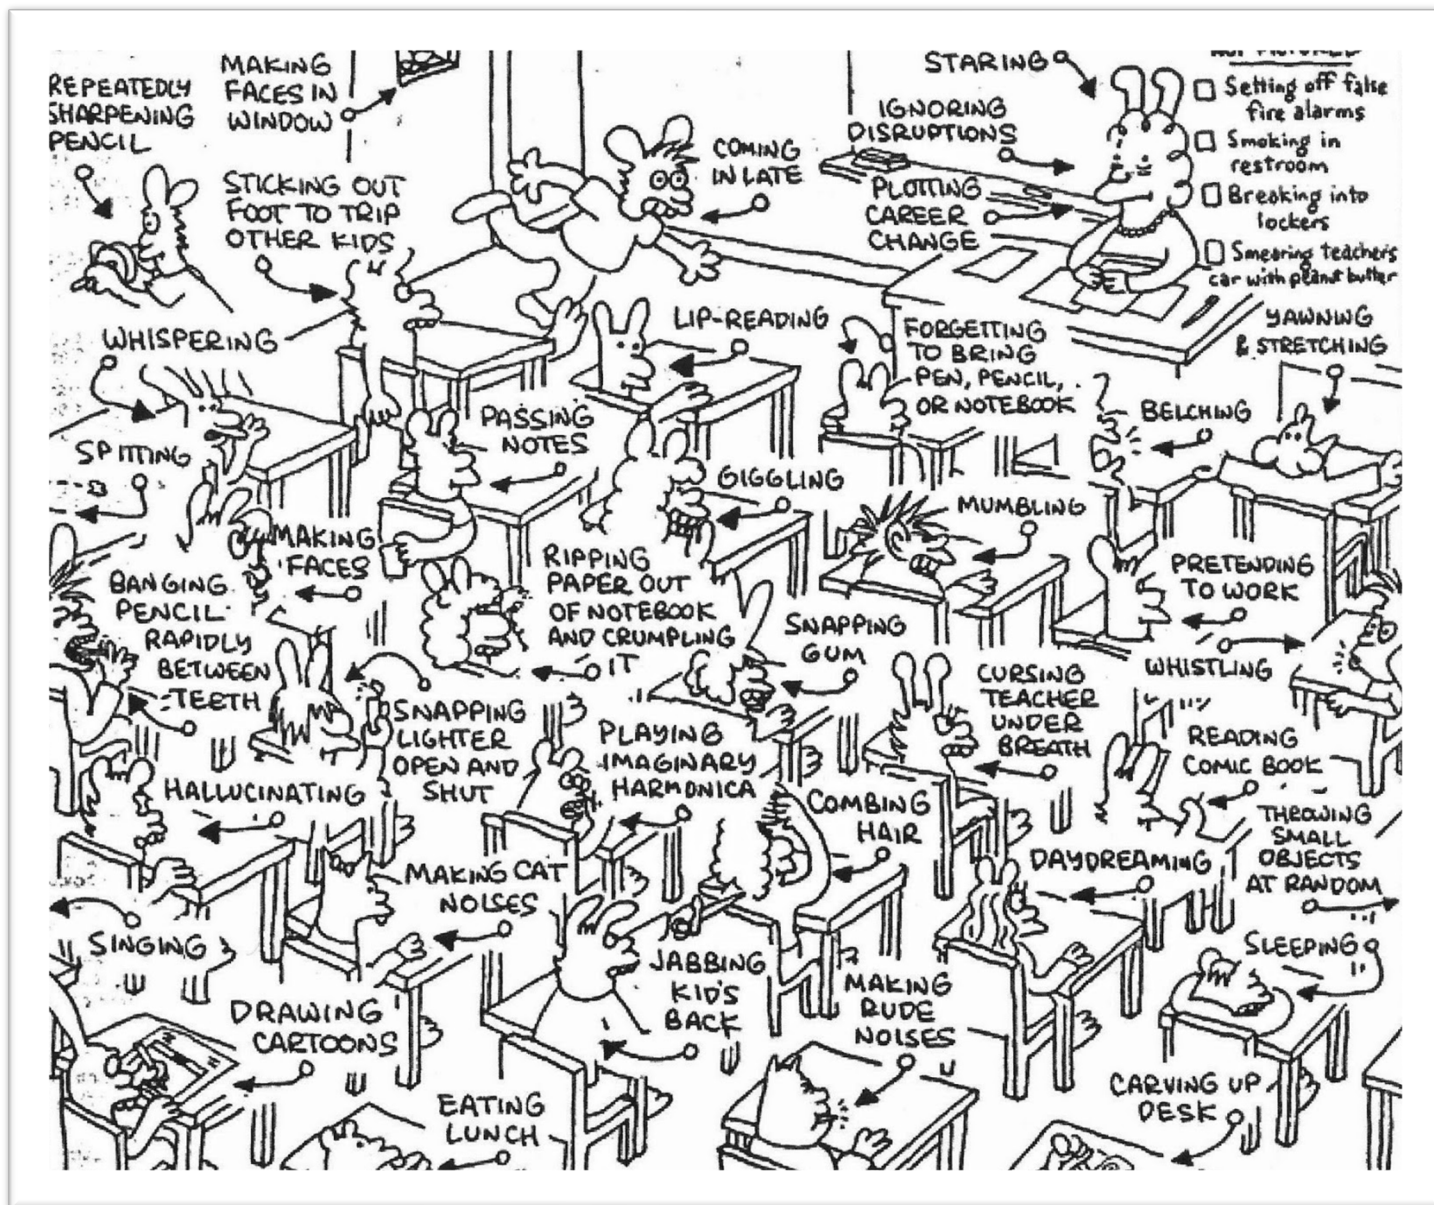 REPEATEDLY
SHARPENING
PENCIL
MAKING
FACES IN
WINDOW
STICKING OUT
FOOT TO TRIP
OTHER KIDS
COMING
IN LATE
STARING
IGNORING
DISRUPTIONS
PLOTTING
CAREER
CHANGE
NOT PICTURED
Setting off false
fire alarms
Smoking in
restroom
Breaking into
lockers
Smearing teacher's
car with peanut butter
WHISPERING
LIP-READING
FORGETTING
TO BRING
PEN, PENCIL,
OR NOTEBOOK
YAWNING
& STRETCHING
SPITTING
PASSING
NOTES
GIGGLING
BELCHING
MUMBLING
MAKING
FACES
BANGING
PENCIL
RAPIDLY
BETWEEN
TEETH
RIPPING
PAPER OUT
OF NOTEBOOK
AND CRUMPLING
IT
SNAPPING
GUM
PRETENDING
TO WORK
WHISTLING
SNAPPING
LIGHTER
OPEN AND
SHUT
PLAYING
IMAGINARY
HARMONICA
CURSING
TEACHER
UNDER
BREATH
READING
COMIC BOOK
HALLUCINATING
COMBING
HAIR
THROWING
SMALL
OBJECTS
AT RANDOM
MAKING CAT
NOISES
DAYDREAMING
SINGING
JABBING
KID'S
BACK
MAKING
RUDE
NOISES
SLEEPING
DRAWING
CARTOONS
EATING
LUNCH
CARVING UP
DESK